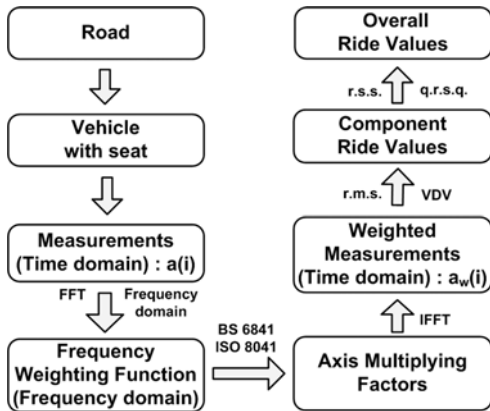 Road
Vehicle
with seat
Measurements
(Time domain) : a(i)
FFT Frequency
domain
Frequency
Weighting Function
(Frequency domain)
BS 6841
ISO 8041
Axis Multiplying
Factors
IFFT
Weighted
Measurements
(Time domain) : a_w(i)
r.m.s. VDV
Component
Ride Values
r.s.s. q.r.s.q.
Overall
Ride Values